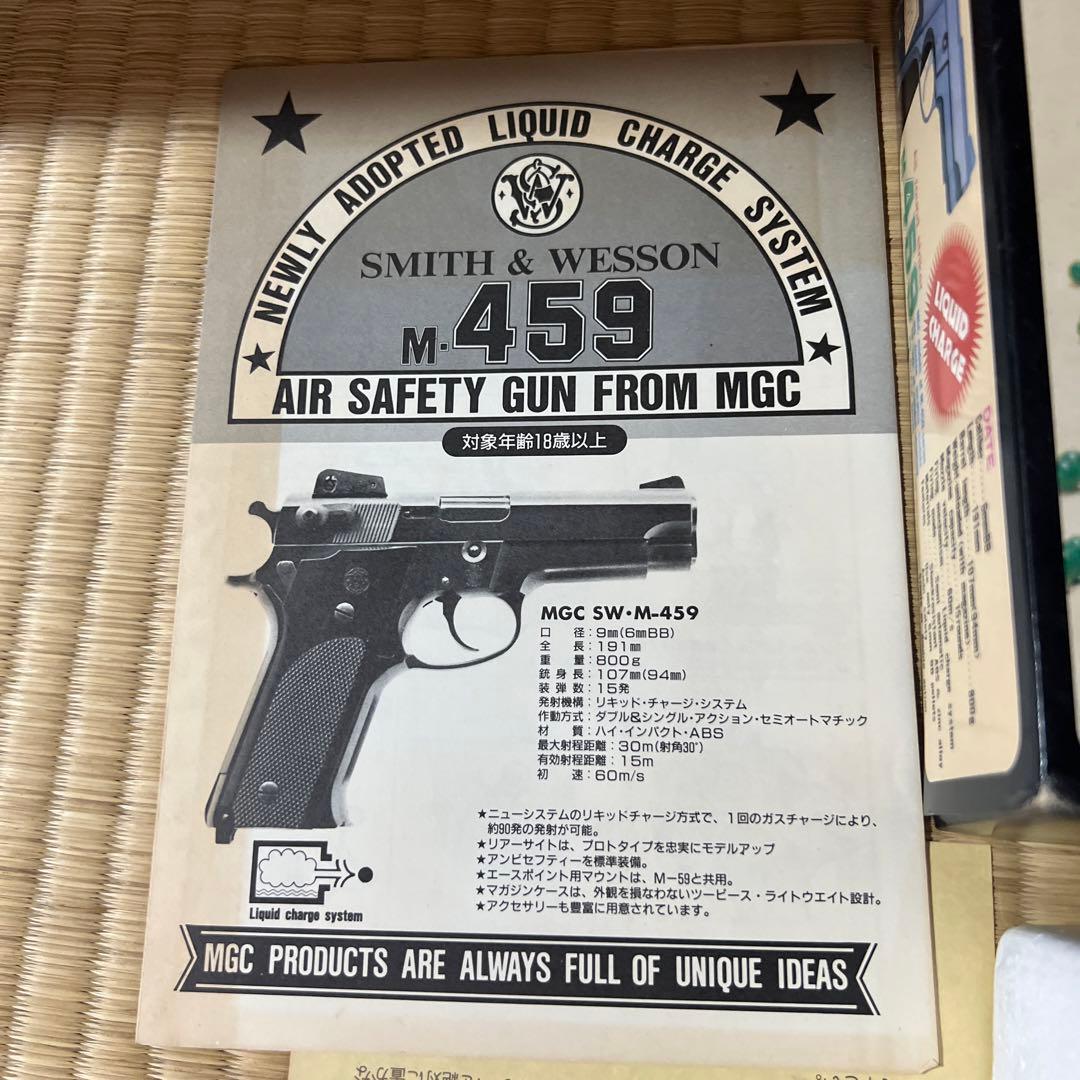 NEWLY ADOPTED LIQUID CHARGE SYSTEM
SMITH & WESSON
M·459
AIR SAFETY GUN FROM MGC
対象年齢18歳以上
MGC SW·M-459
口径:9㎜(6㎜BB)
全長:191㎜
重量:800g
銃身長:107㎜(94㎜)
装弾数:15発
発射機構:リキッド・チャージ・システム
作動方式:ダブル&シングル・アクション・セミオートマチック
材質:ハイ・インパクト・ABS
最大射程距離:30m(射角30°)
有効射程距離:15m
初速:60m/s
★ニューシステムのリキッドチャージ方式で、1回のガスチャージにより、
約90発の発射が可能。
★リアーサイトは、プロトタイプを忠実にモデルアップ
★アンビセフティーを標準装備。
★エースポイント用マウントは、M-59と共用。
★マガジンケースは、外観を損なわないツーピース・ライトウエイト設計。
★アクセサリーも豊富に用意されています。
Liquid charge system
MGC PRODUCTS ARE ALWAYS FULL OF UNIQUE IDEAS
LIQUID
CHARGE
DATE